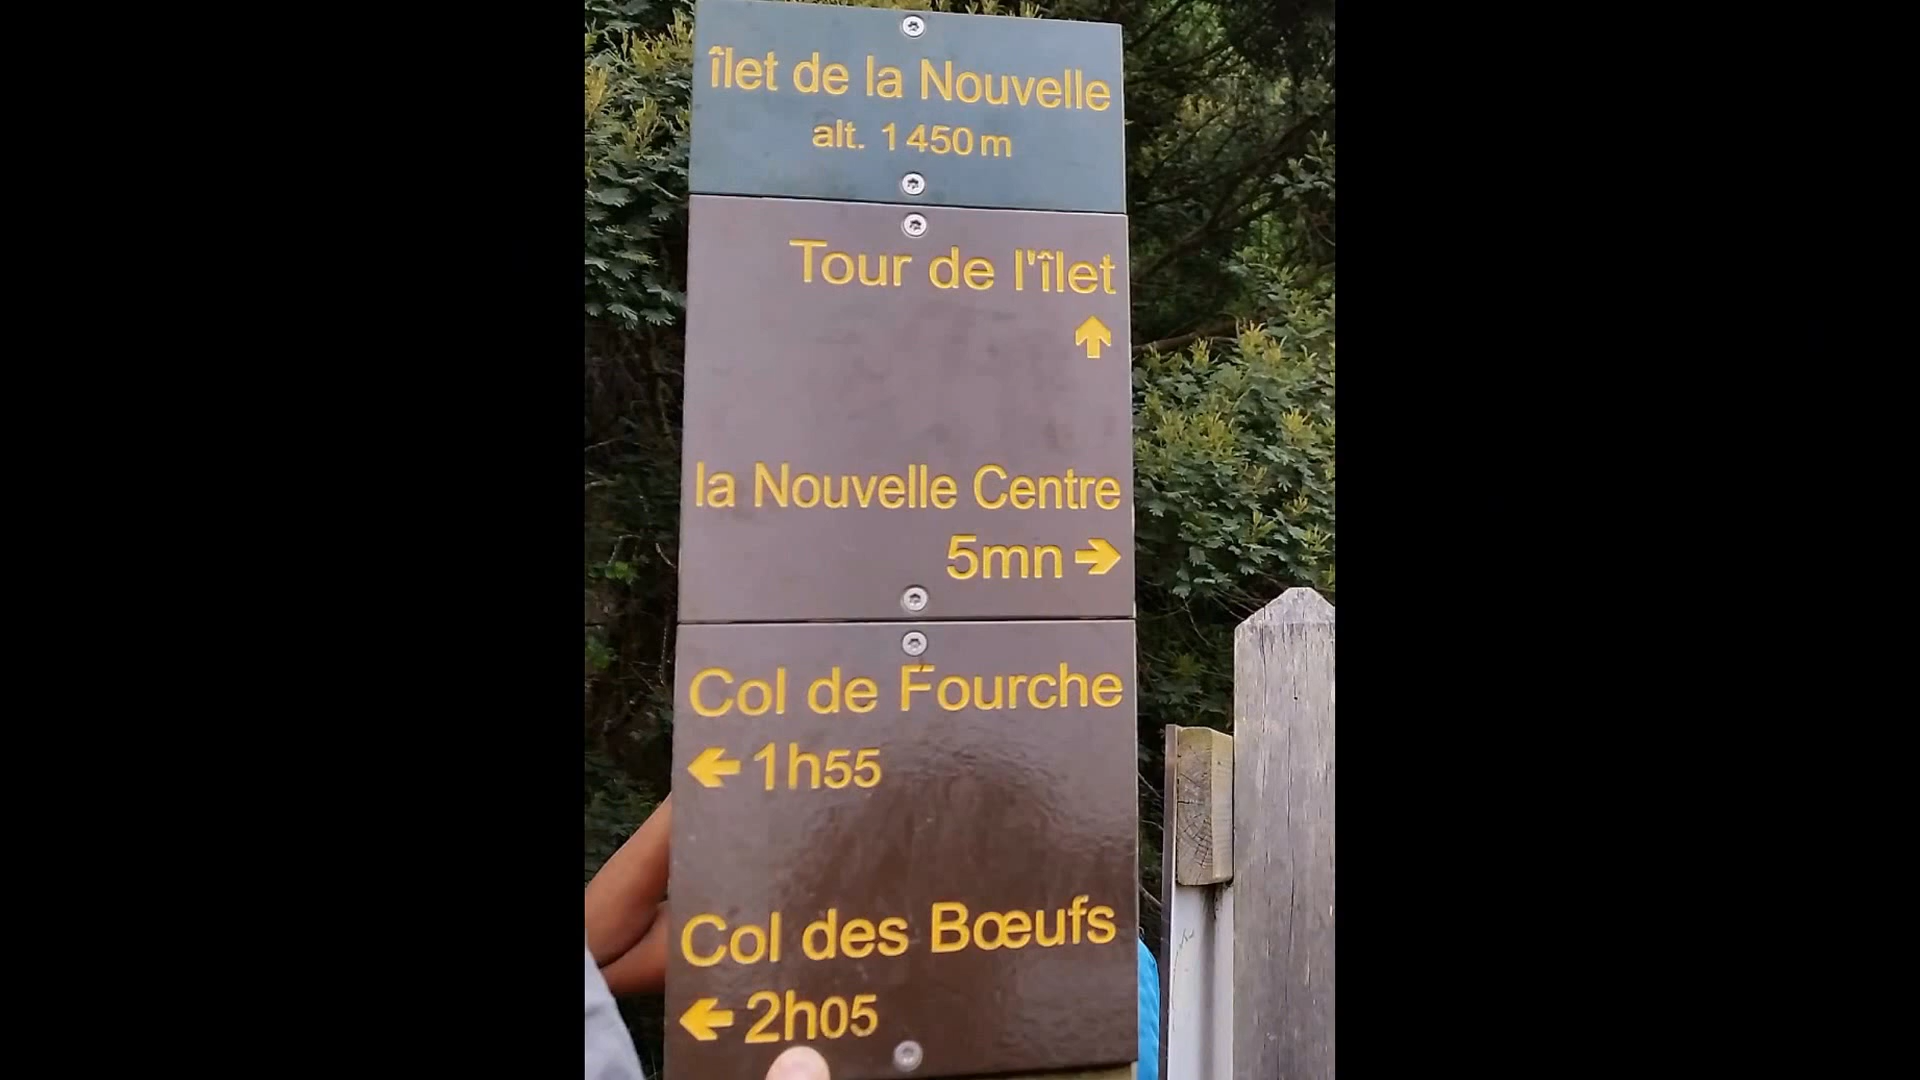 îlet de la Nouvelle
alt. 1450 m
Tour de l'îlet
↑
la Nouvelle Centre
5mn →
Col de Fourche
← 1h55
Col des Bœufs
← 2h05